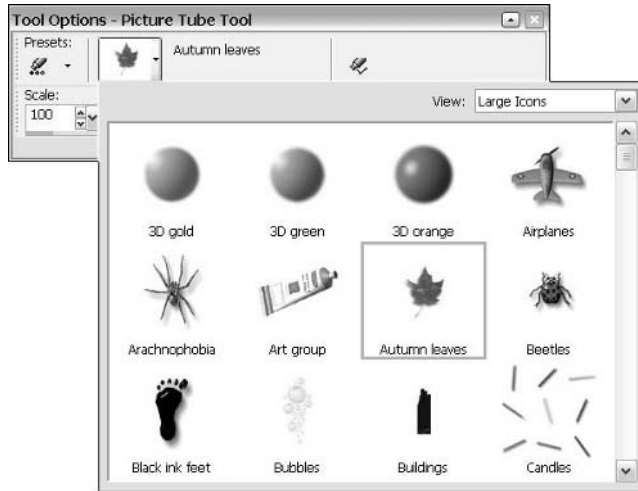 Tool Options - Picture Tube Tool
Presets:
Autumn leaves
Scale:
100
View: Large Icons
3D gold 3D green 3D orange Airplanes
Arachnophobia Art group Autumn leaves Beetles
Black ink feet Bubbles Buildings Candles